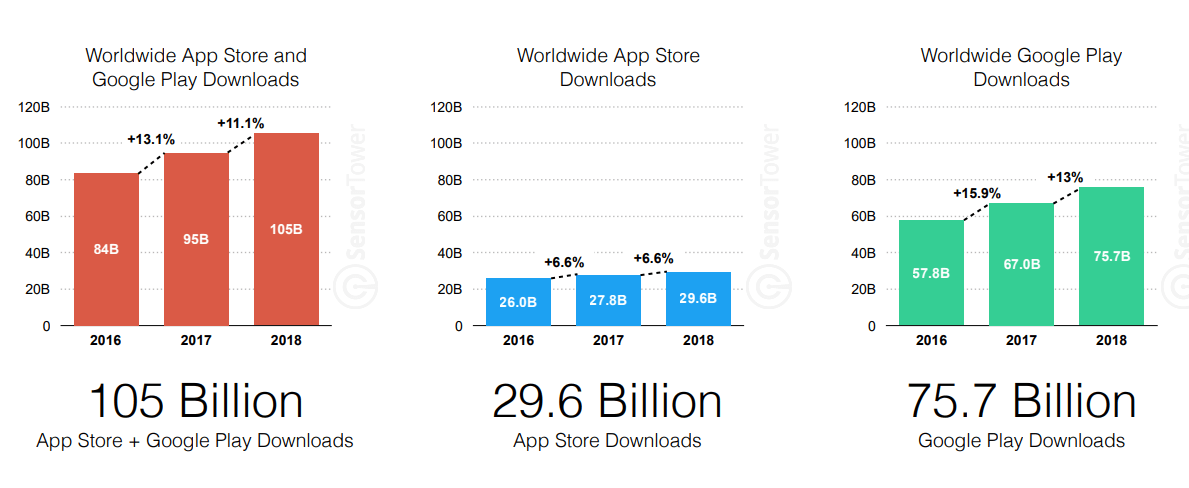 Worldwide App Store and
Google Play Downloads
120B
100B
80B
60B
40B
20B
0
+13.1%
+11.1%
84B
95B
105B
2016
2017
2018
SensorTower
105 Billion
App Store + Google Play Downloads
Worldwide App Store
Downloads
120B
100B
80B
60B
40B
20B
0
+6.6%
+6.6%
26.0B
27.8B
29.6B
2016
2017
2018
SensorTower
29.6 Billion
App Store Downloads
Worldwide Google Play
Downloads
120B
100B
80B
60B
40B
20B
0
+15.9%
+13%
57.8B
67.0B
75.7B
2016
2017
2018
SensorTower
75.7 Billion
Google Play Downloads